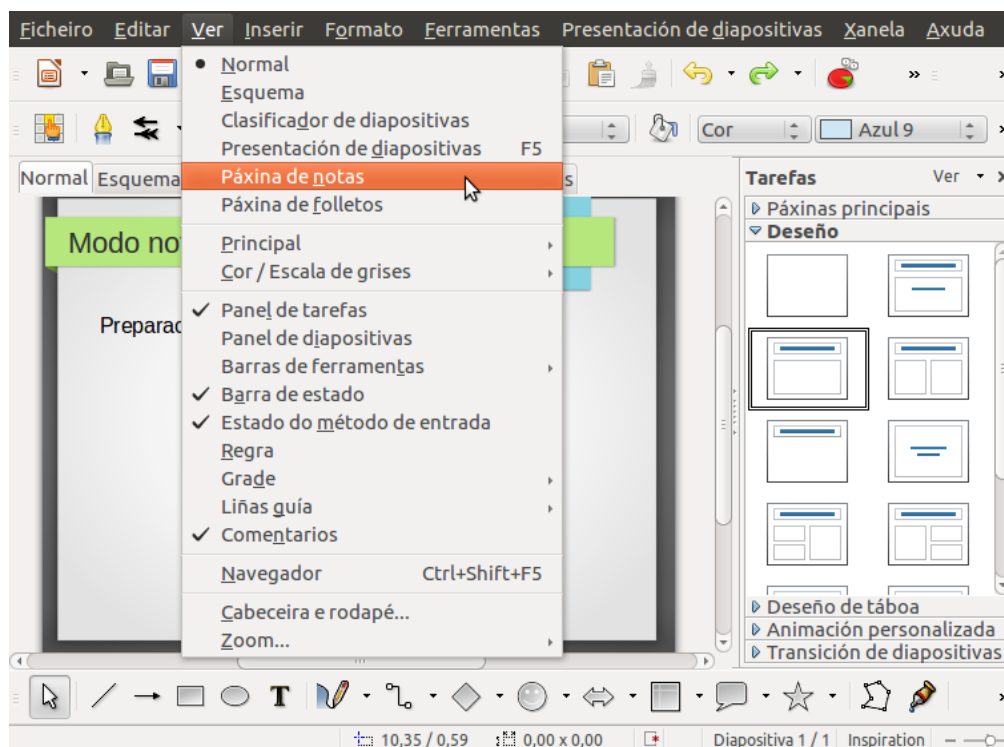 Ficheiro Editar Ver Inserir Formato Ferramentas Presentación de diapositivas Xanela Axuda
Normal
Esquema
Clasificador de diapositivas
Presentación de diapositivas F5
Páxina de notas
Páxina de folletos
Principal
Cor / Escala de grises
Panel de tarefas
Panel de diapositivas
Barras de ferramentas
Barra de estado
Estado do método de entrada
Regra
Grade
Liñas guía
Comentarios
Navegador Ctrl+Shift+F5
Cabeceira e rodapé...
Zoom...
Cor Azul 9
Normal Esquema
Modo no
Preparac
Tarefas Ver
Páxinas principais
Deseño
Deseño de táboa
Animación personalizada
Transición de diapositivas
T
10,35 / 0,59 0,00 x 0,00 Diapositiva 1 / 1 Inspiration